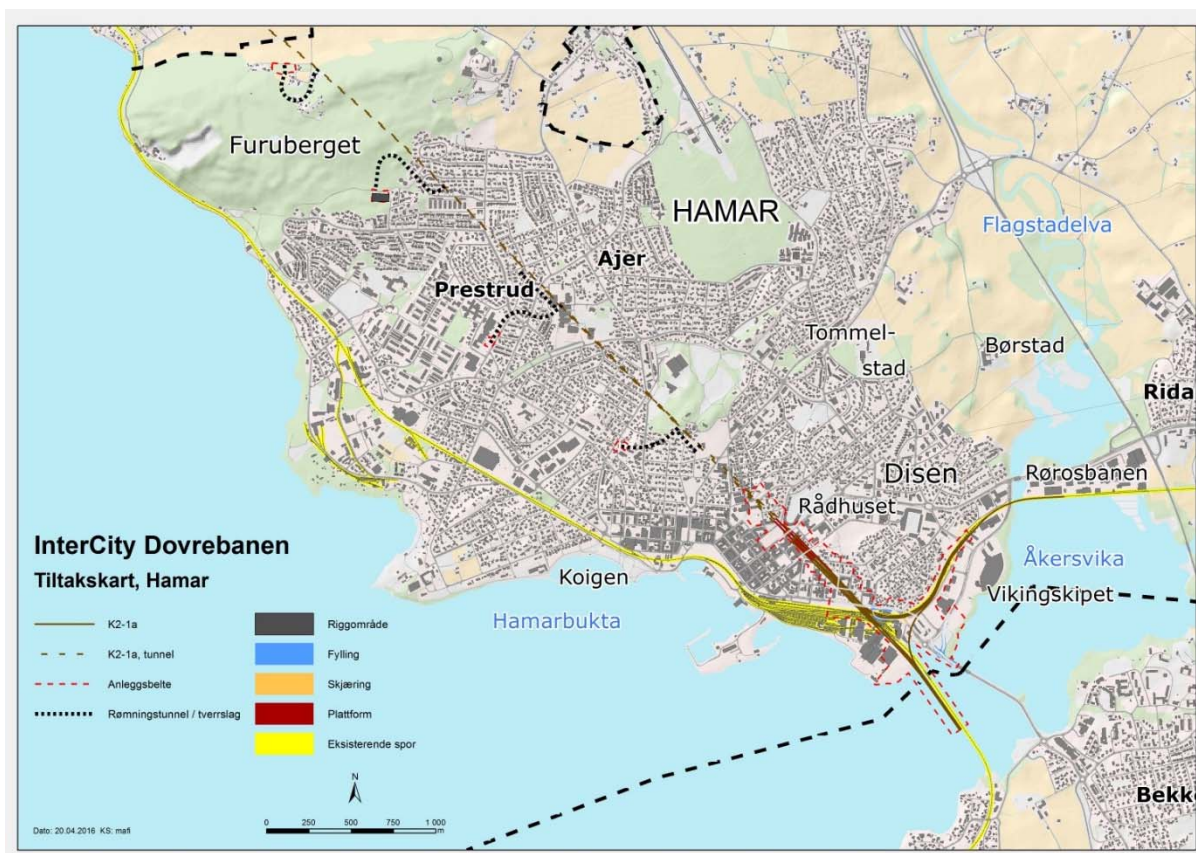 Furuberget
HAMAR
Flagstadelva
Ajer
Prestrud
Tommel-
stad
Børstad
Rida
Disen
Rørosbanen
Rådhuset
InterCity Dovrebanen
Tiltakskart, Hamar
Koigen
Åkersvika
Vikingskipet
Hamarbukta
K2-1a
Riggområde
K2-1a, tunnel
Fylling
Anleggsbelte
Skjæring
Rømningstunnel / tverrslag
Plattform
Eksisterende spor
N
Bekk
0 250 500 750 1 000
m
Dato: 20.04.2016 KS: mafi